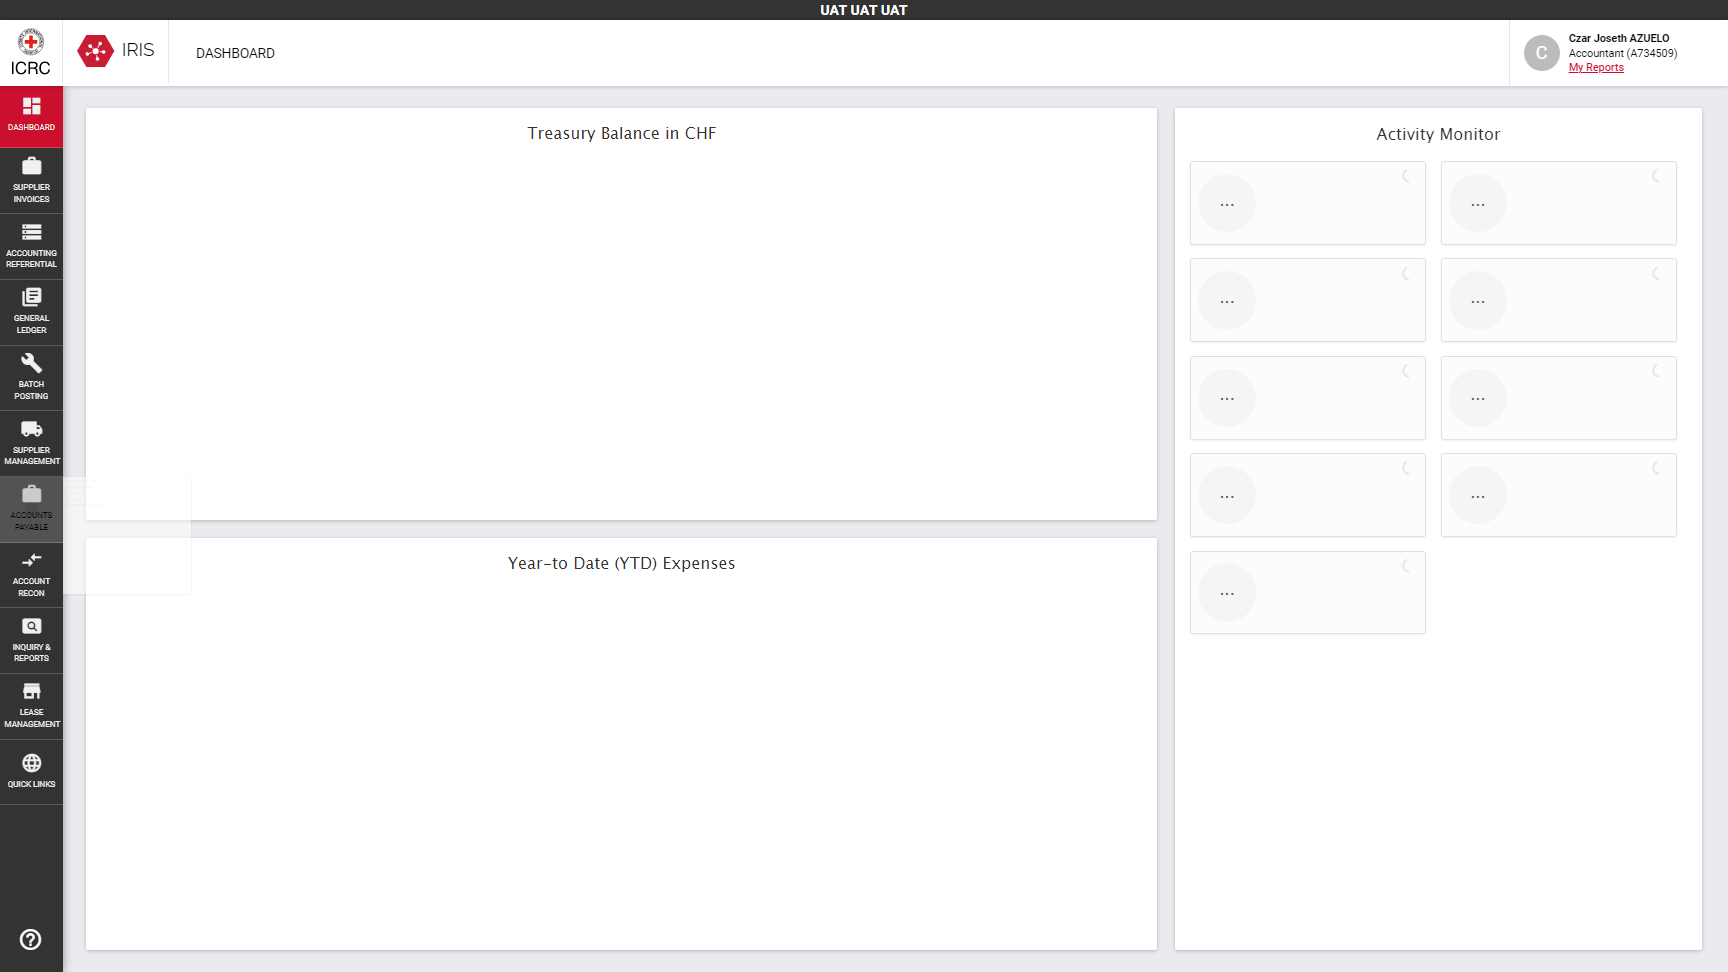 UAT UAT UAT
ICRC
IRIS
DASHBOARD
Czar Joseth AZUELO
Accountant (A734509)
My Reports
C
DASHBOARD
SUPPLIER
INVOICES
ACCOUNTING
REFERENTIAL
GENERAL
LEDGER
BATCH
POSTING
SUPPLIER
MANAGEMENT
ACCOUNTS
PAYABLE
ACCOUNT
RECON
INQUIRY &
REPORTS
LEASE
MANAGEMENT
QUICK LINKS
Treasury Balance in CHF
Year-to Date (YTD) Expenses
Activity Monitor
...
...
...
...
...
...
...
...
...